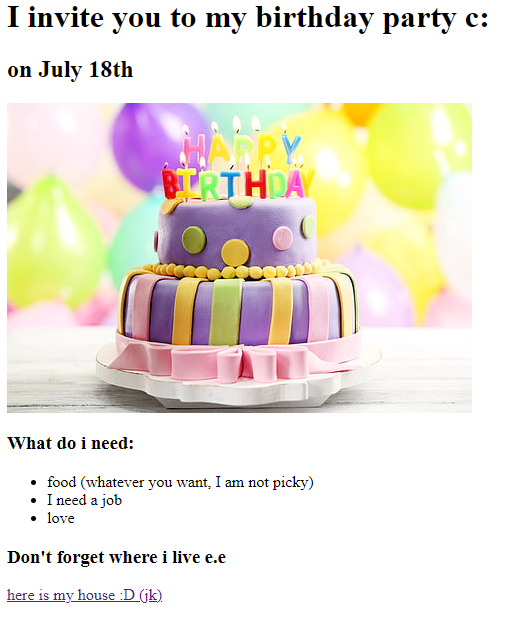 I invite you to my birthday party c:
on July 18th
HAPPY
BIRTHDAY
What do i need:
food (whatever you want, I am not picky)
I need a job
love
Don't forget where i live e.e
here is my house :D (jk)